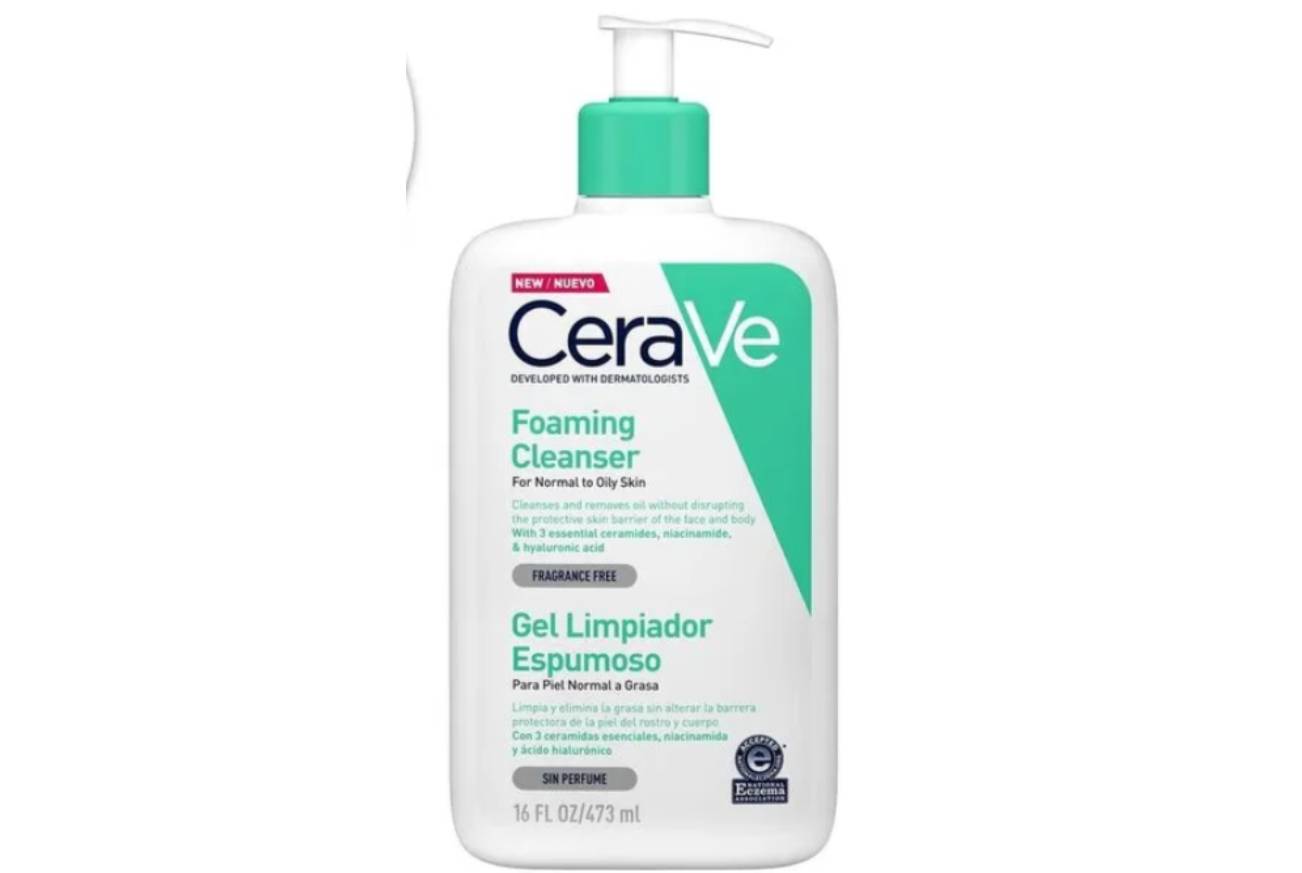 NEW / NUEVO
CeraVe
DEVELOPED WITH DERMATOLOGISTS
Foaming
Cleanser
For Normal to Oily Skin
Cleanses and removes oil without disrupting
the protective skin barrier of the face and body
With 3 essential ceramides, niacinamide,
& hyaluronic acid
FRAGRANCE FREE
Gel Limpiador
Espumoso
Para Piel Normal a Grasa
Limpia y elimina la grasa sin alterar la barrera
protectora de la piel del rostro y cuerpo
Con 3 ceramidas esenciales, niacinamida
y ácido hialurónico
SIN PERFUME
16 FL OZ/473 ml
ACCEPTED
e
NATIONAL
Eczema
ASSOCIATION